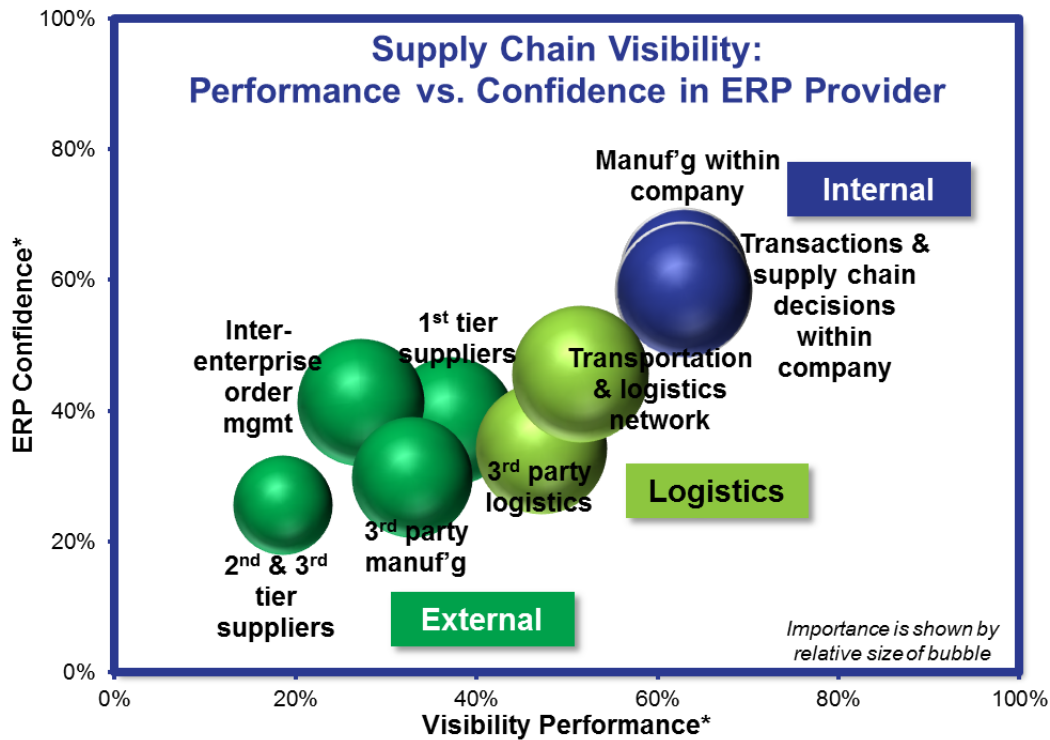 Supply Chain Visibility:
Performance vs. Confidence in ERP Provider
100%
80%
60%
40%
20%
0%
ERP Confidence*
Manuf'g within
company
Internal
Transactions &
supply chain
decisions
within
company
1st tier
suppliers
Inter-
enterprise
order
mgmt
Transportation
& logistics
network
3rd party
logistics
Logistics
3rd party
manuf'g
2nd & 3rd
tier
suppliers
External
Importance is shown by
relative size of bubble
0%
20%
40%
60%
80%
100%
Visibility Performance*